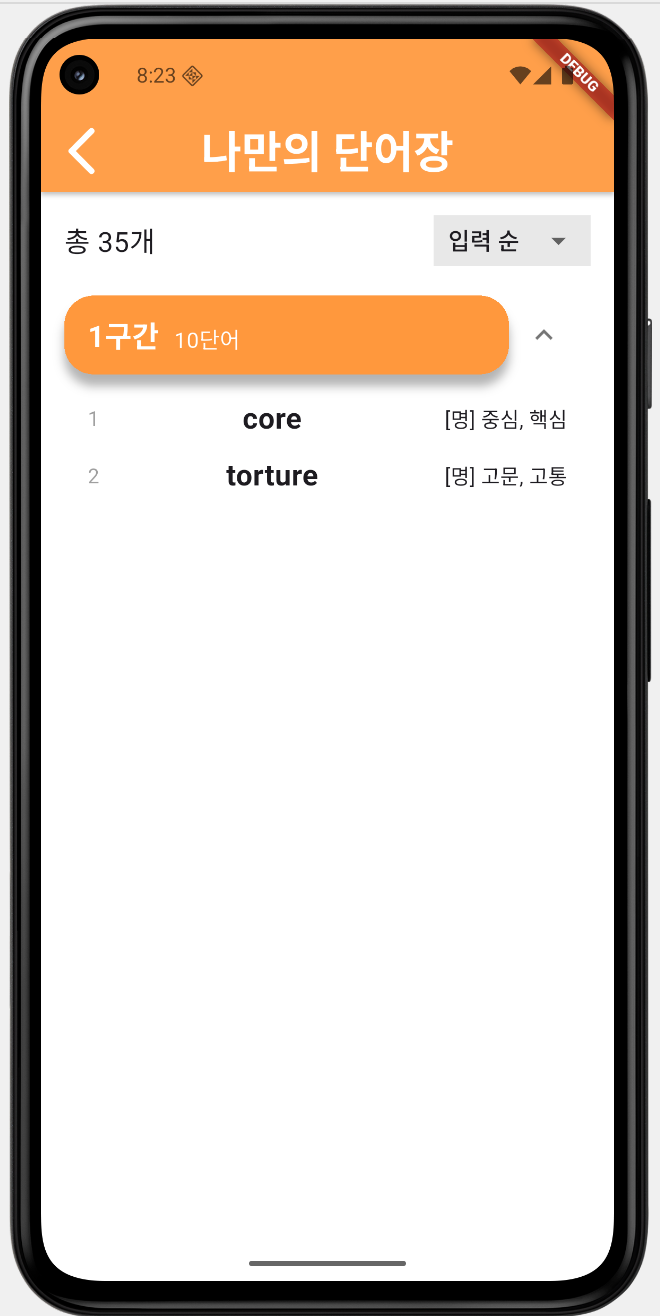 8:23
DEBUG
나만의 단어장
총 35개
입력 순
1구간 10단어
1 core [명] 중심, 핵심
2 torture [명] 고문, 고통